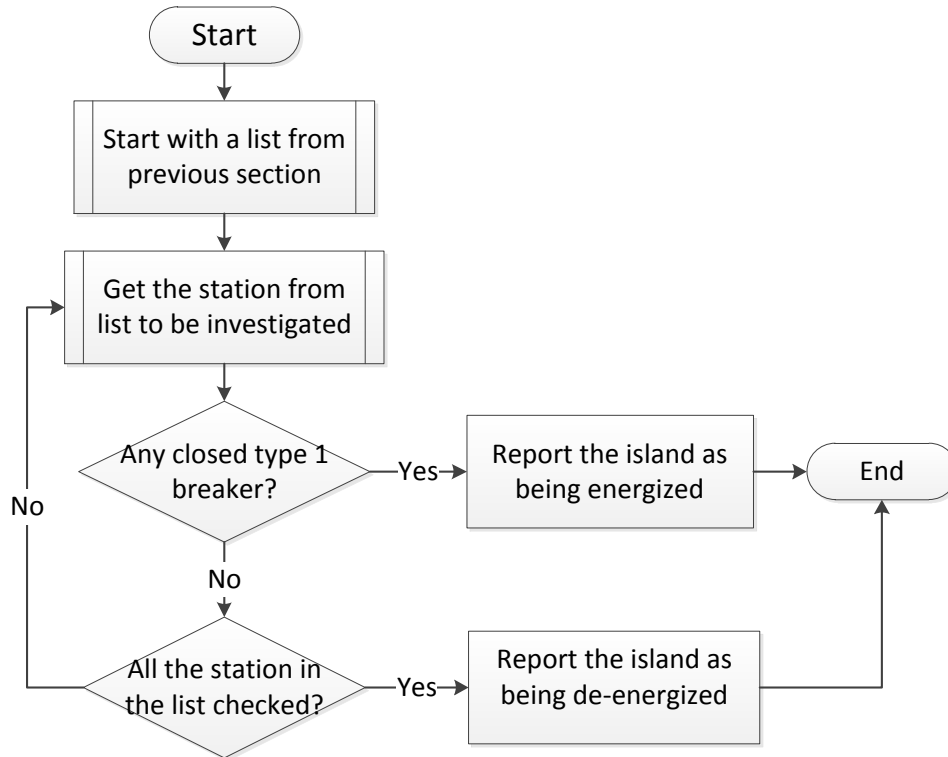 Start
Start with a list from
previous section
Get the station from
list to be investigated
Any closed type 1
breaker?
Yes
Report the island as
being energized
End
No
No
All the station in
the list checked?
Yes
Report the island as
being de-energized